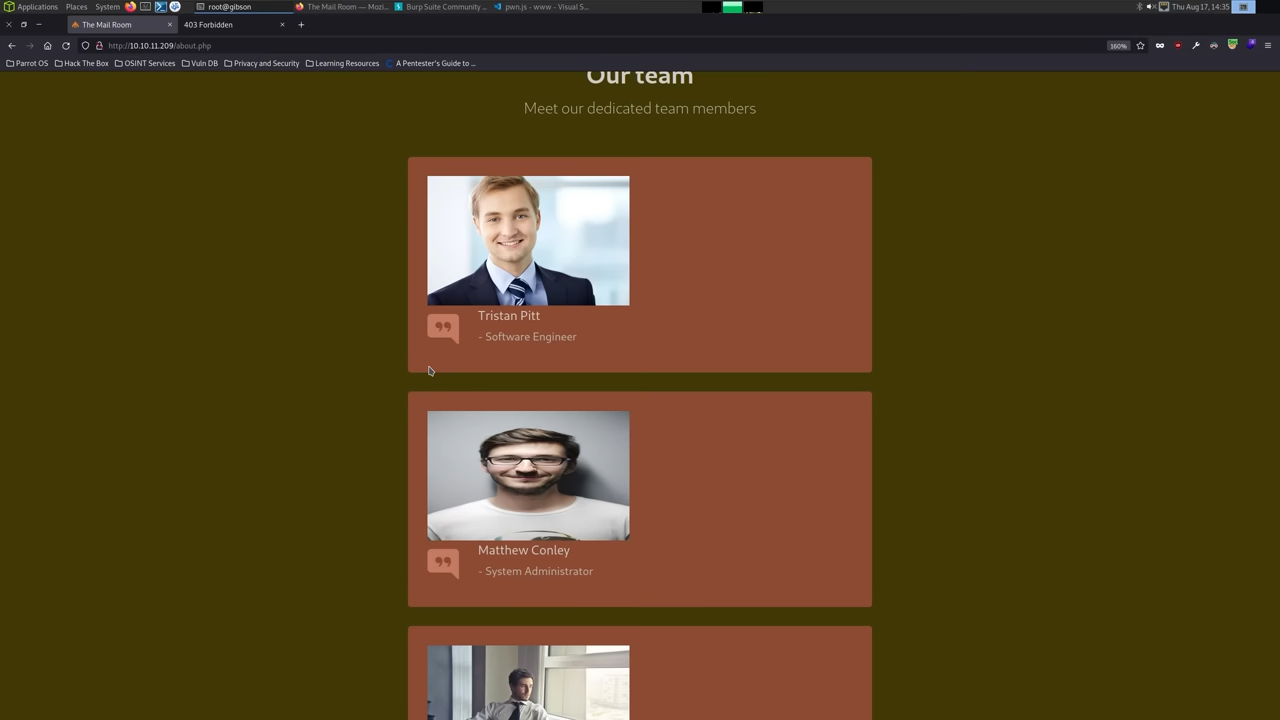 Applications Places System root@gibson The Mail Room — Mozi... Burp Suite Community ... pwn.js - www - Visual S... Thu Aug 17, 14:35
The Mail Room × 403 Forbidden × +
http://10.10.11.209/about.php 160%
Parrot OS Hack The Box OSINT Services Vuln DB Privacy and Security Learning Resources A Pentester's Guide to ...
Our team
Meet our dedicated team members
Tristan Pitt
- Software Engineer
Matthew Conley
- System Administrator